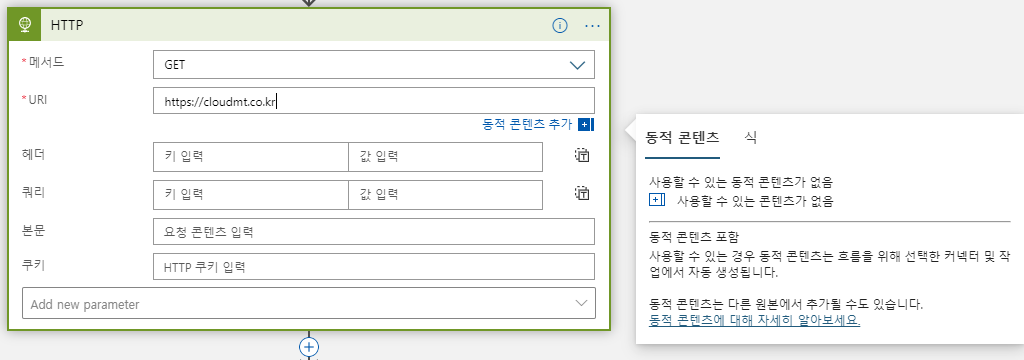 HTTP
* 메서드
GET
* URI
https://cloudmt.co.kr
동적 콘텐츠 추가
헤더
키 입력
값 입력
쿼리
키 입력
값 입력
본문
요청 콘텐츠 입력
쿠키
HTTP 쿠키 입력
Add new parameter
동적 콘텐츠
식
사용할 수 있는 동적 콘텐츠가 없음
사용할 수 있는 콘텐츠가 없음
동적 콘텐츠 포함
사용할 수 있는 경우 동적 콘텐츠는 흐름을 위해 선택한 커넥터 및 작
업에서 자동 생성됩니다.
동적 콘텐츠는 다른 원본에서 추가될 수도 있습니다.
동적 콘텐츠에 대해 자세히 알아보세요.